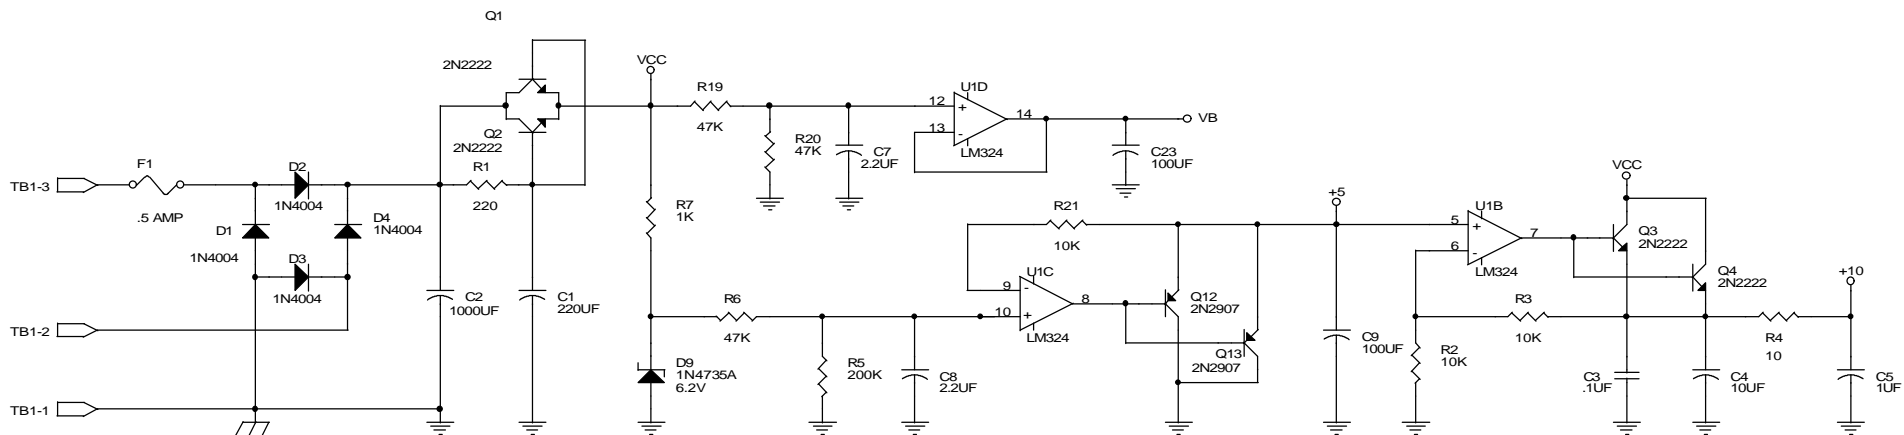 Q1
2N2222
Q2
2N2222
R1
220
F1
.5 AMP
TB1-3
TB1-2
TB1-1
D2
1N4004
D1
1N4004
D4
1N4004
D3
1N4004
C2
1000UF
C1
220UF
VCC
R19
47K
R20
47K
C7
2.2UF
12
13
14
+
-
U1D
LM324
VB
C23
100UF
R7
1K
D9
1N4735A
6.2V
R6
47K
R5
200K
C8
2.2UF
R21
10K
9
10
8
-
+
U1C
LM324
Q12
2N2907
Q13
2N2907
+5
C9
100UF
5
6
7
+
-
U1B
LM324
VCC
Q3
2N2222
Q4
2N2222
R2
10K
R3
10K
C3
.1UF
C4
10UF
R4
10
+10
C5
1UF